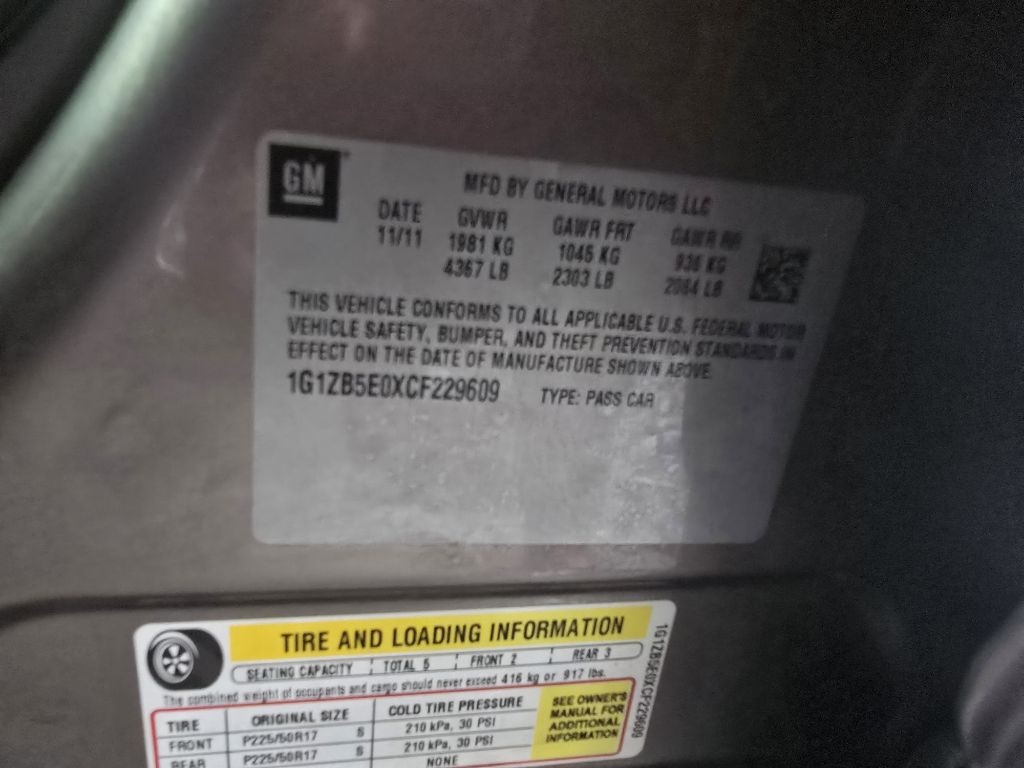 GM
MFD BY GENERAL MOTORS LLC
DATE GVWR GAWR FRT GAWR RR
11/11 1981 KG 1045 KG 936 KG
4367 LB 2303 LB 2064 LB
THIS VEHICLE CONFORMS TO ALL APPLICABLE U.S. FEDERAL MOTOR
VEHICLE SAFETY, BUMPER, AND THEFT PREVENTION STANDARDS IN
EFFECT ON THE DATE OF MANUFACTURE SHOWN ABOVE.
1G1ZB5E0XCF229609 TYPE: PASS CAR
TIRE AND LOADING INFORMATION
SEATING CAPACITY TOTAL 5 FRONT 2 REAR 3
The combined weight of occupants and cargo should never exceed 416 kg or 917 lbs.
TIRE ORIGINAL SIZE COLD TIRE PRESSURE
FRONT P225/50R17 S 210 kPa, 30 PSI
REAR P225/50R17 S 210 kPa, 30 PSI
NONE
SEE OWNER'S
MANUAL FOR
ADDITIONAL
INFORMATION
1G1ZB5E0XCF229609